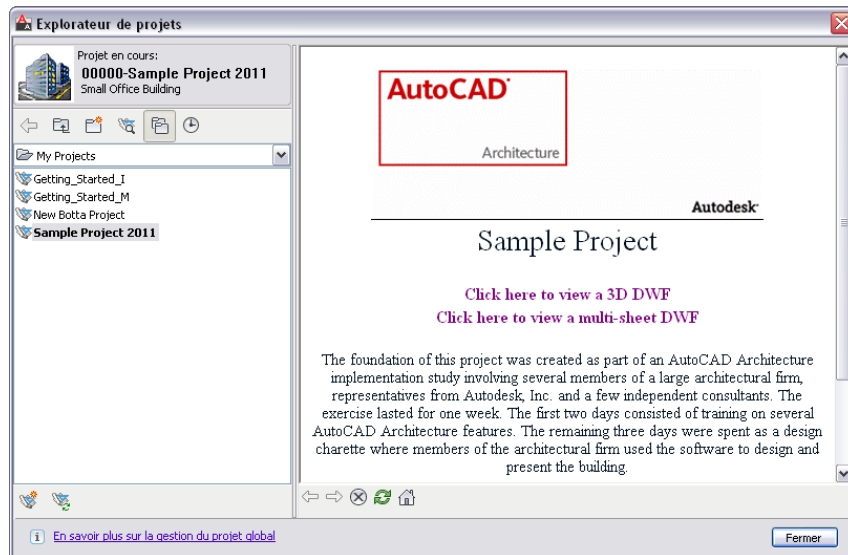 Explorateur de projets
Projet en cours:
00000-Sample Project 2011
Small Office Building
My Projects
Getting_Started_I
Getting_Started_M
New Botta Project
Sample Project 2011
AutoCAD
Architecture
Autodesk
Sample Project
Click here to view a 3D DWF
Click here to view a multi-sheet DWF
The foundation of this project was created as part of an AutoCAD Architecture
implementation study involving several members of a large architectural firm,
representatives from Autodesk, Inc. and a few independent consultants. The
exercise lasted for one week. The first two days consisted of training on several
AutoCAD Architecture features. The remaining three days were spent as a design
charette where members of the architectural firm used the software to design and
present the building.
En savoir plus sur la gestion du projet global
Fermer